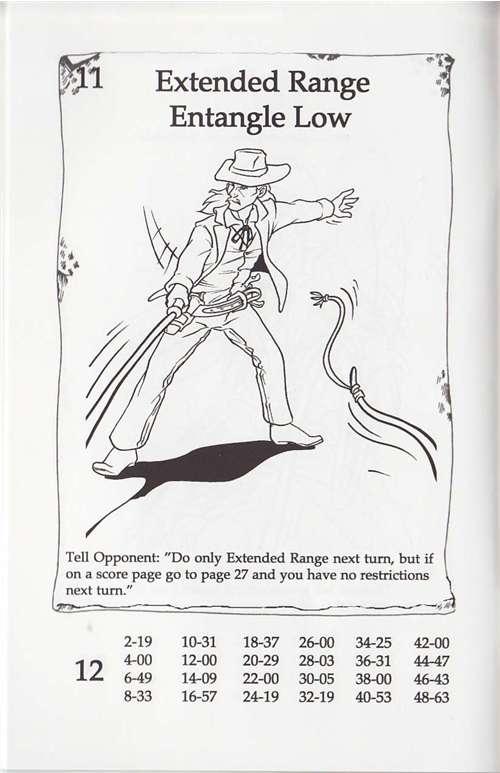 11
Extended Range
Entangle Low
Tell Opponent: "Do only Extended Range next turn, but if
on a score page go to page 27 and you have no restrictions
next turn."
12
2-19 10-31 18-37 26-00 34-25 42-00
4-00 12-00 20-29 28-03 36-31 44-47
6-49 14-09 22-00 30-05 38-00 46-43
8-33 16-57 24-19 32-19 40-53 48-63